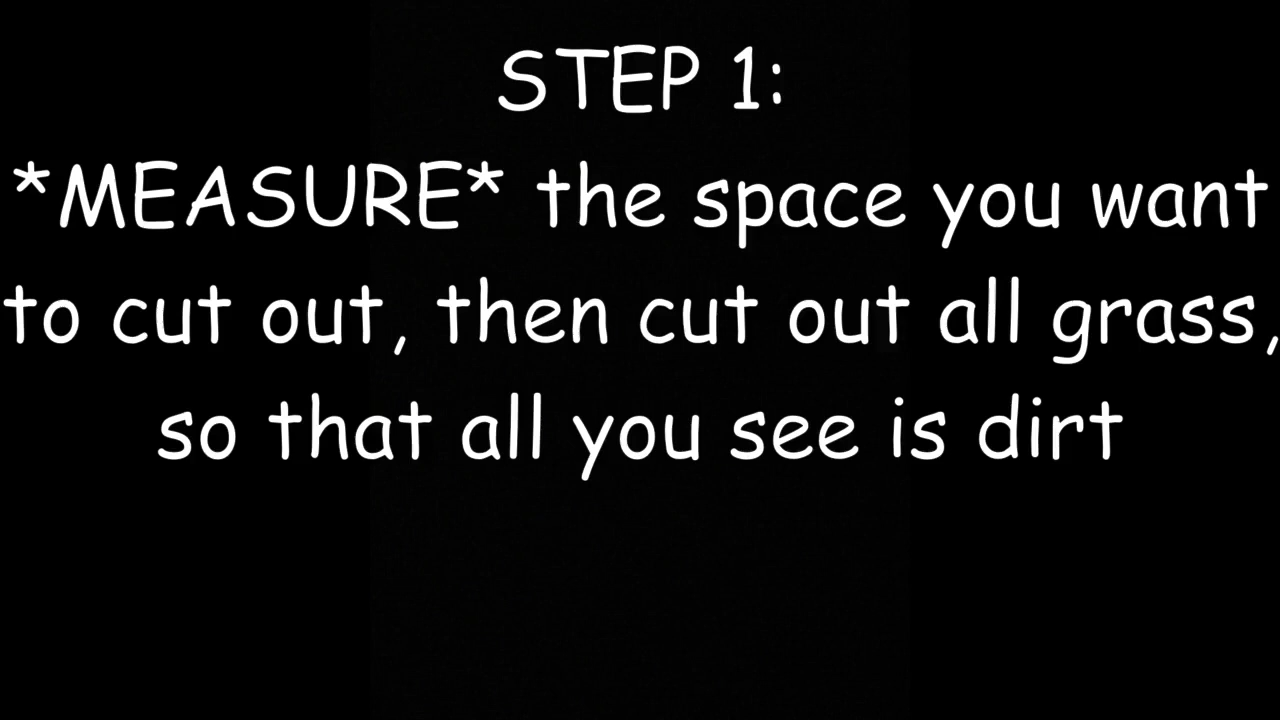 STEP 1:
*MEASURE* the space you want
to cut out, then cut out all grass,
so that all you see is dirt